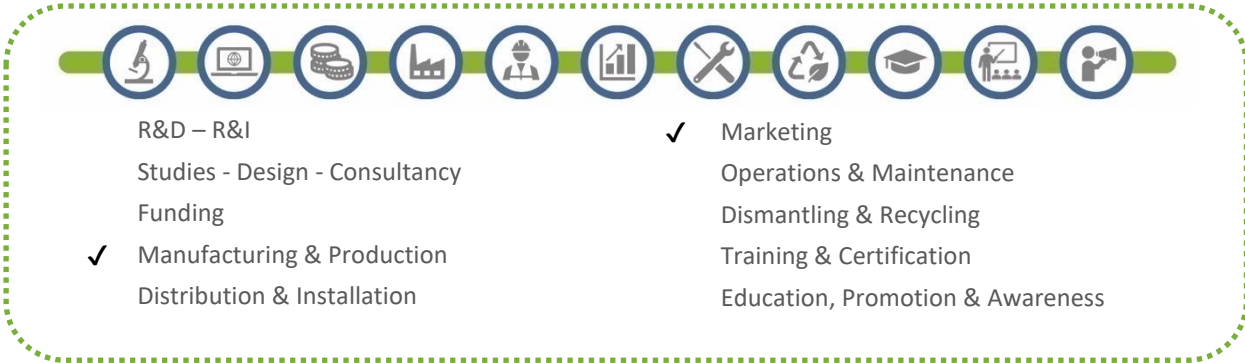 R&D – R&I
Studies - Design - Consultancy
Funding
✓ Manufacturing & Production
Distribution & Installation
✓ Marketing
Operations & Maintenance
Dismantling & Recycling
Training & Certification
Education, Promotion & Awareness